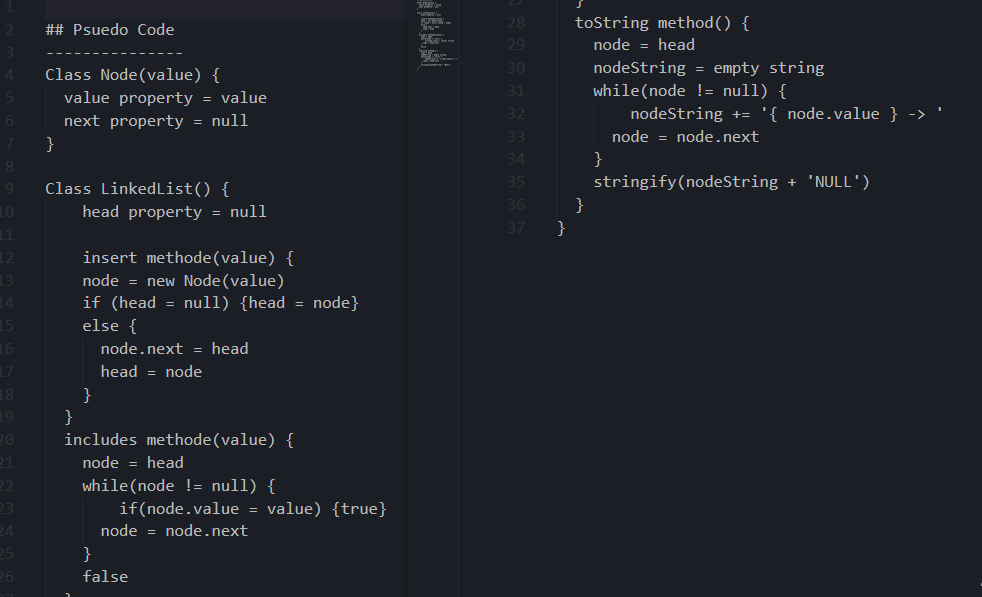 1
2 ## Psuedo Code
3 ---------------
4 Class Node(value) {
5 value property = value
6 next property = null
7 }
8
9 Class LinkedList() {
10 head property = null
11
12 insert methode(value) {
13 node = new Node(value)
14 if (head = null) {head = node}
15 else {
16 node.next = head
17 head = node
18 }
19 }
20 includes methode(value) {
21 node = head
22 while(node != null) {
23 if(node.value = value) {true}
24 node = node.next
25 }
26 false
27 }
28 toString method() {
29 node = head
30 nodeString = empty string
31 while(node != null) {
32 nodeString += '{ node.value } -> '
33 node = node.next
34 }
35 stringify(nodeString + 'NULL')
36 }
37 }